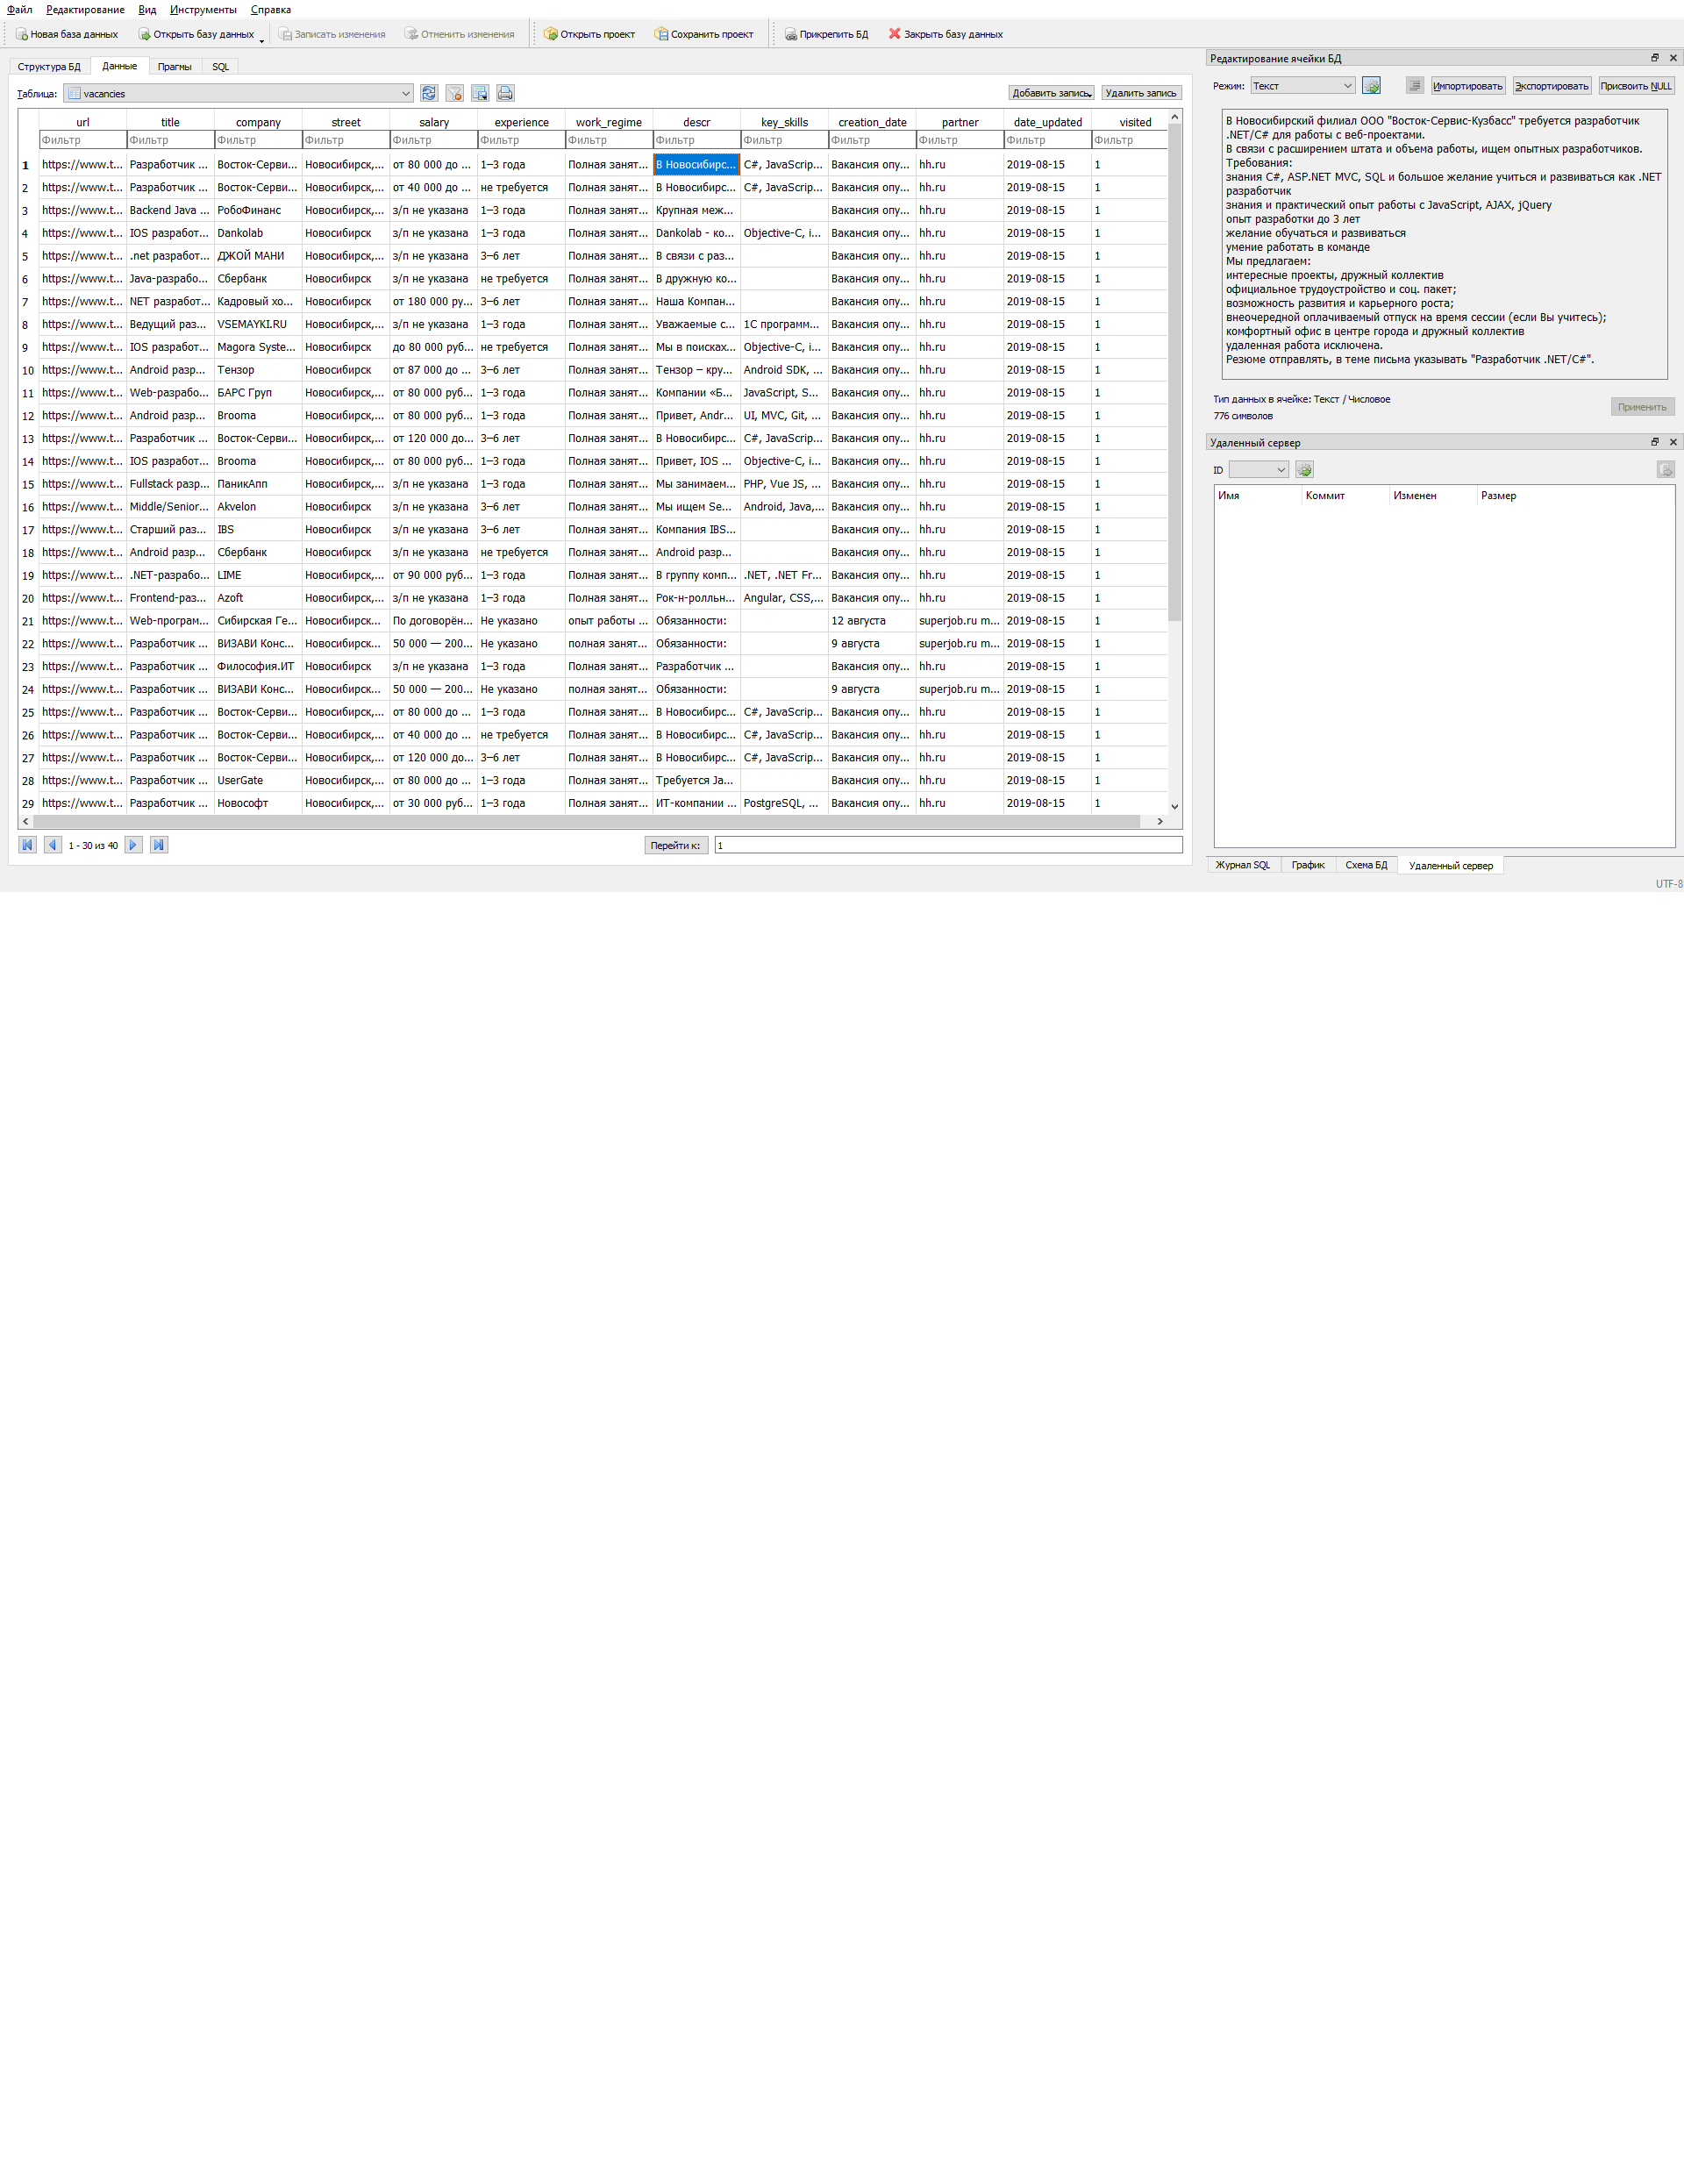 Файл Редактирование Вид Инструменты Справка
Новая база данных Открыть базу данных Записать изменения Отменить изменения Открыть проект Сохранить проект Прикрепить БД Закрыть базу данных
Структура БД Данные Прагмы SQL
Таблица: vacancies Добавить запись Удалить запись
url title company street salary experience work_regime descr key_skills creation_date partner date_updated visited
Фильтр Фильтр Фильтр Фильтр Фильтр Фильтр Фильтр Фильтр Фильтр Фильтр Фильтр Фильтр Фильтр
1 https://www.t... Разработчик ... Восток-Серви... Новосибирск,... от 80 000 до ... 1–3 года Полная занят... В Новосибирс... C#, JavaScrip... Вакансия опу... hh.ru 2019-08-15 1
2 https://www.t... Разработчик ... Восток-Серви... Новосибирск,... от 40 000 до ... не требуется Полная занят... В Новосибирс... C#, JavaScrip... Вакансия опу... hh.ru 2019-08-15 1
3 https://www.t... Backend Java ... РобоФинанс Новосибирск,... з/п не указана 1–3 года Полная занят... Крупная меж... Вакансия опу... hh.ru 2019-08-15 1
4 https://www.t... IOS разработ... Dankolab Новосибирск з/п не указана 1–3 года Полная занят... Dankolab - ко... Objective-C, i... Вакансия опу... hh.ru 2019-08-15 1
5 https://www.t... .net разработ... ДЖОЙ МАНИ Новосибирск з/п не указана 3–6 лет Полная занят... В связи с раз... Вакансия опу... hh.ru 2019-08-15 1
6 https://www.t... Java-разрабо... Сбербанк Новосибирск з/п не указана не требуется Полная занят... В дружную ко... Вакансия опу... hh.ru 2019-08-15 1
7 https://www.t... NET разработ... Кадровый хо... Новосибирск от 180 000 ру... 3–6 лет Полная занят... Наша Компан... Вакансия опу... hh.ru 2019-08-15 1
8 https://www.t... Ведущий раз... VSEMAYKI.RU Новосибирск,... з/п не указана 1–3 года Полная занят... Уважаемые с... 1С программ... Вакансия опу... hh.ru 2019-08-15 1
9 https://www.t... IOS разработ... Magora Syste... Новосибирск до 80 000 руб... не требуется Полная занят... Мы в поисках... Objective-C, i... Вакансия опу... hh.ru 2019-08-15 1
10 https://www.t... Android разр... Тензор Новосибирск от 87 000 до ... 3–6 лет Полная занят... Тензор – кру... Android SDK, ... Вакансия опу... hh.ru 2019-08-15 1
11 https://www.t... Web-разрабо... БАРС Груп Новосибирск,... от 80 000 руб... 1–3 года Полная занят... Компании «Б... JavaScript, S... Вакансия опу... hh.ru 2019-08-15 1
12 https://www.t... Android разр... Brooma Новосибирск,... от 80 000 руб... 1–3 года Полная занят... Привет, Andr... UI, MVC, Git, ... Вакансия опу... hh.ru 2019-08-15 1
13 https://www.t... Разработчик ... Восток-Серви... Новосибирск,... от 120 000 до... 3–6 лет Полная занят... В Новосибирс... C#, JavaScrip... Вакансия опу... hh.ru 2019-08-15 1
14 https://www.t... IOS разработ... Brooma Новосибирск,... от 80 000 руб... 1–3 года Полная занят... Привет, IOS ... Objective-C, i... Вакансия опу... hh.ru 2019-08-15 1
15 https://www.t... Fullstack разр... ПаникАпп Новосибирск,... з/п не указана 1–3 года Полная занят... Мы занимаем... PHP, Vue JS, ... Вакансия опу... hh.ru 2019-08-15 1
16 https://www.t... Middle/Senior... Akvelon Новосибирск з/п не указана 3–6 лет Полная занят... Мы ищем Se... Android, Java,... Вакансия опу... hh.ru 2019-08-15 1
17 https://www.t... Старший раз... IBS Новосибирск з/п не указана 3–6 лет Полная занят... Компания IBS... Вакансия опу... hh.ru 2019-08-15 1
18 https://www.t... Android разр... Сбербанк Новосибирск з/п не указана не требуется Полная занят... Android разр... Вакансия опу... hh.ru 2019-08-15 1
19 https://www.t... .NET-разрабо... LIME Новосибирск,... от 90 000 руб... 1–3 года Полная занят... В группу комп... .NET, .NET Fr... Вакансия опу... hh.ru 2019-08-15 1
20 https://www.t... Frontend-раз... Azoft Новосибирск,... з/п не указана 1–3 года Полная занят... Рок-н-ролльн... Angular, CSS,... Вакансия опу... hh.ru 2019-08-15 1
21 https://www.t... Web-програм... Сибирская Ге... Новосибирск... По договорён... Не указано опыт работы ... Обязанности: 12 августа superjob.ru m... 2019-08-15 1
22 https://www.t... Разработчик ... ВИЗАВИ Конс... Новосибирск... 50 000 — 200... Не указано полная занят... Обязанности: 9 августа superjob.ru m... 2019-08-15 1
23 https://www.t... Разработчик ... Философия.ИТ Новосибирск з/п не указана 1–3 года Полная занят... Разработчик ... Вакансия опу... hh.ru 2019-08-15 1
24 https://www.t... Разработчик ... ВИЗАВИ Конс... Новосибирск... 50 000 — 200... Не указано полная занят... Обязанности: 9 августа superjob.ru m... 2019-08-15 1
25 https://www.t... Разработчик ... Восток-Серви... Новосибирск,... от 80 000 до ... 1–3 года Полная занят... В Новосибирс... C#, JavaScrip... Вакансия опу... hh.ru 2019-08-15 1
26 https://www.t... Разработчик ... Восток-Серви... Новосибирск,... от 40 000 до ... не требуется Полная занят... В Новосибирс... C#, JavaScrip... Вакансия опу... hh.ru 2019-08-15 1
27 https://www.t... Разработчик ... Восток-Серви... Новосибирск,... от 120 000 до... 3–6 лет Полная занят... В Новосибирс... C#, JavaScrip... Вакансия опу... hh.ru 2019-08-15 1
28 https://www.t... Разработчик ... UserGate Новосибирск,... от 80 000 до ... 1–3 года Полная занят... Требуется Ja... Вакансия опу... hh.ru 2019-08-15 1
29 https://www.t... Разработчик ... Новософт Новосибирск,... от 30 000 руб... 1–3 года Полная занят... ИТ-компании ... PostgreSQL, ... Вакансия опу... hh.ru 2019-08-15 1
1 - 30 из 40 Перейти к: 1
Редактирование ячейки БД
Режим: Текст Импортировать Экспортировать Присвоить NULL
В Новосибирский филиал ООО "Восток-Сервис-Кузбасс" требуется разработчик
.NET/C# для работы с веб-проектами.
В связи с расширением штата и объема работы, ищем опытных разработчиков.
Требования:
знания C#, ASP.NET MVC, SQL и большое желание учиться и развиваться как .NET
разработчик
знания и практический опыт работы с JavaScript, AJAX, jQuery
опыт разработки до 3 лет
желание обучаться и развиваться
умение работать в команде
Мы предлагаем:
интересные проекты, дружный коллектив
официальное трудоустройство и соц. пакет;
возможность развития и карьерного роста;
внеочередной оплачиваемый отпуск на время сессии (если Вы учитесь);
комфортный офис в центре города и дружный коллектив
удаленная работа исключена.
Резюме отправлять, в теме письма указывать "Разработчик .NET/C#".
Тип данных в ячейке: Текст / Числовое
776 символов
Применить
Удаленный сервер
ID
Имя Коммит Изменен Размер
Журнал SQL График Схема БД Удаленный сервер
UTF-8